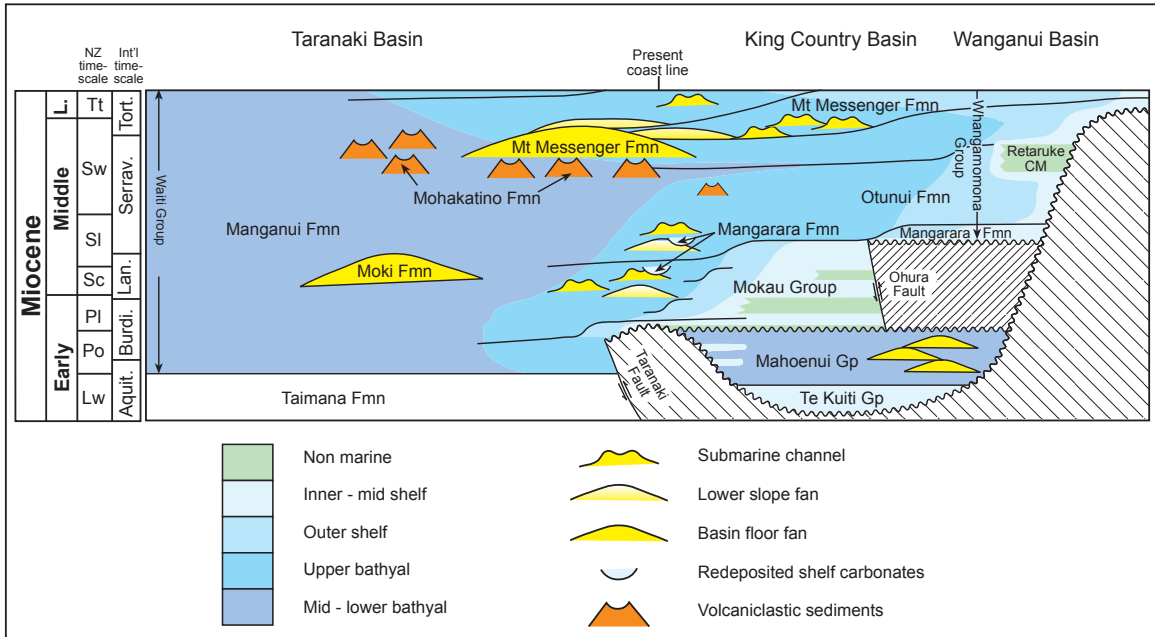 Taranaki Basin
King Country Basin
Wanganui Basin
NZ
time-
scale
Int'l
time-
scale
Present
coast line
Miocene
L.
Middle
Early
Tt
Sw
Sl
Sc
Pl
Po
Lw
Tort.
Serrav.
Lan.
Burdi.
Aquit.
Waiti Group
Mt Messenger Fmn
Mt Messenger Fmn
Whangamomona
Group
Retaruke
CM
Mohakatino Fmn
Otunui Fmn
Manganui Fmn
Mangarara Fmn
Mangarara Fmn
Moki Fmn
Mokau Group
Ohura
Fault
Mahoenui Gp
Taranaki
Fault
Taimana Fmn
Te Kuiti Gp
Non marine
Inner - mid shelf
Outer shelf
Upper bathyal
Mid - lower bathyal
Submarine channel
Lower slope fan
Basin floor fan
Redeposited shelf carbonates
Volcaniclastic sediments